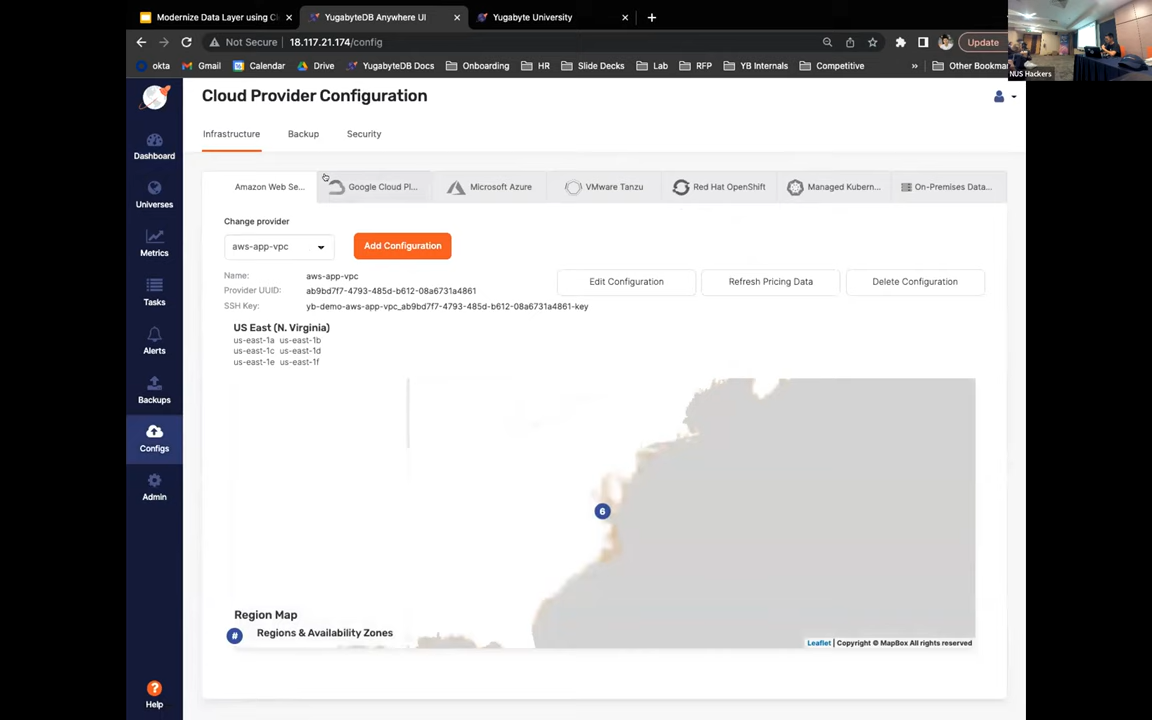 Modernize Data Layer using C
YugabyteDB Anywhere UI
Yugabyte University
Not Secure
18.117.21.174/config
Update
NUS Hackers
okta
Gmail
Calendar
Drive
YugabyteDB Docs
Onboarding
HR
Slide Decks
Lab
RFP
YB Internals
Competitive
»
Other Bookmar
Cloud Provider Configuration
Infrastructure
Backup
Security
Dashboard
Universes
Metrics
Tasks
Alerts
Backups
Configs
Admin
Help
Amazon Web Se...
Google Cloud Pl...
Microsoft Azure
VMware Tanzu
Red Hat OpenShift
Managed Kubern...
On-Premises Data...
Change provider
aws-app-vpc
Add Configuration
Name: aws-app-vpc
Provider UUID: ab9bd7f7-4793-485d-b612-08a6731a4861
SSH Key: yb-demo-aws-app-vpc_ab9bd7f7-4793-485d-b612-08a6731a4861-key
Edit Configuration
Refresh Pricing Data
Delete Configuration
US East (N. Virginia)
us-east-1a us-east-1b
us-east-1c us-east-1d
us-east-1e us-east-1f
6
Region Map
# Regions & Availability Zones
Leaflet | Copyright © MapBox All rights reserved